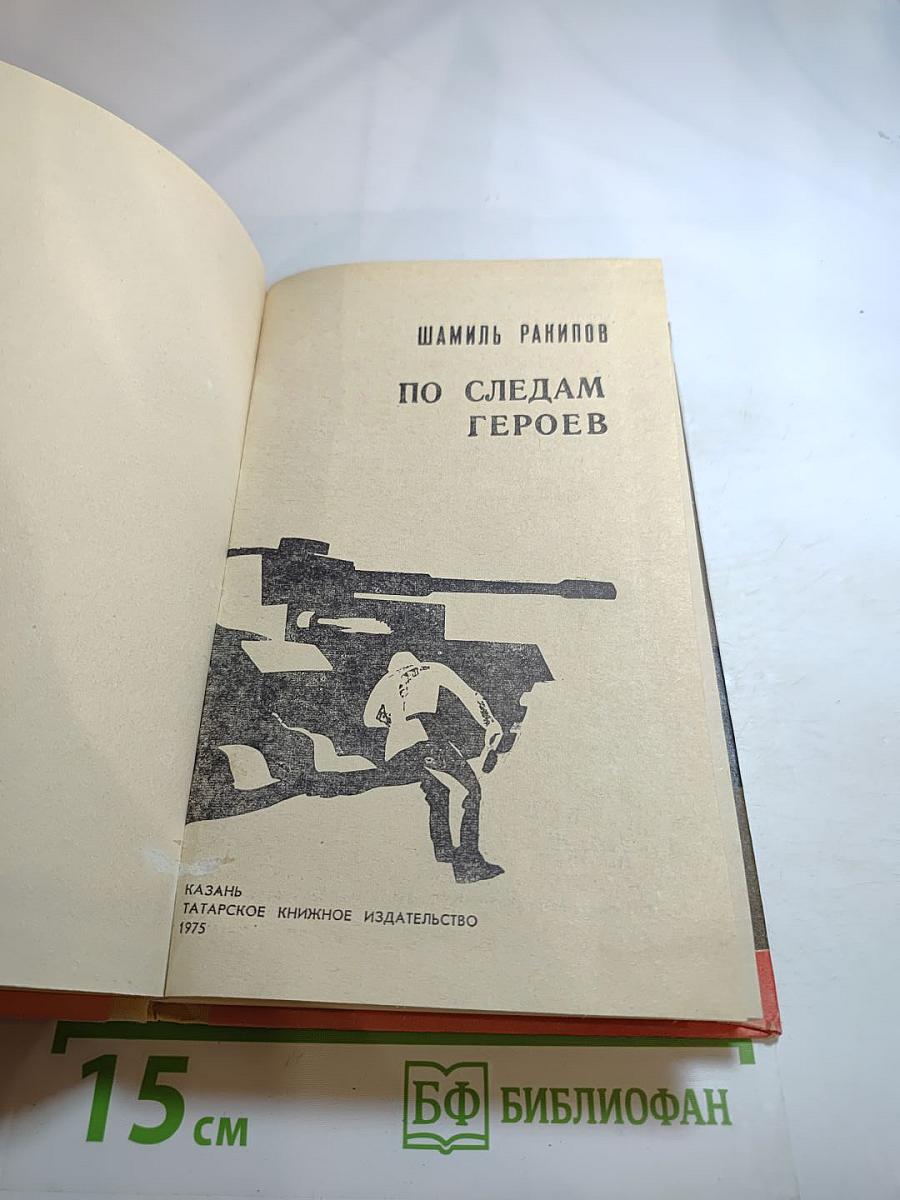 ШАМИЛЬ РАКИПОВ
ПО СЛЕДАМ
ГЕРОЕВ
КАЗАНЬ
ТАТАРСКОЕ КНИЖНОЕ ИЗДАТЕЛЬСТВО
1975
15 см
БФ БИБЛИОФАН